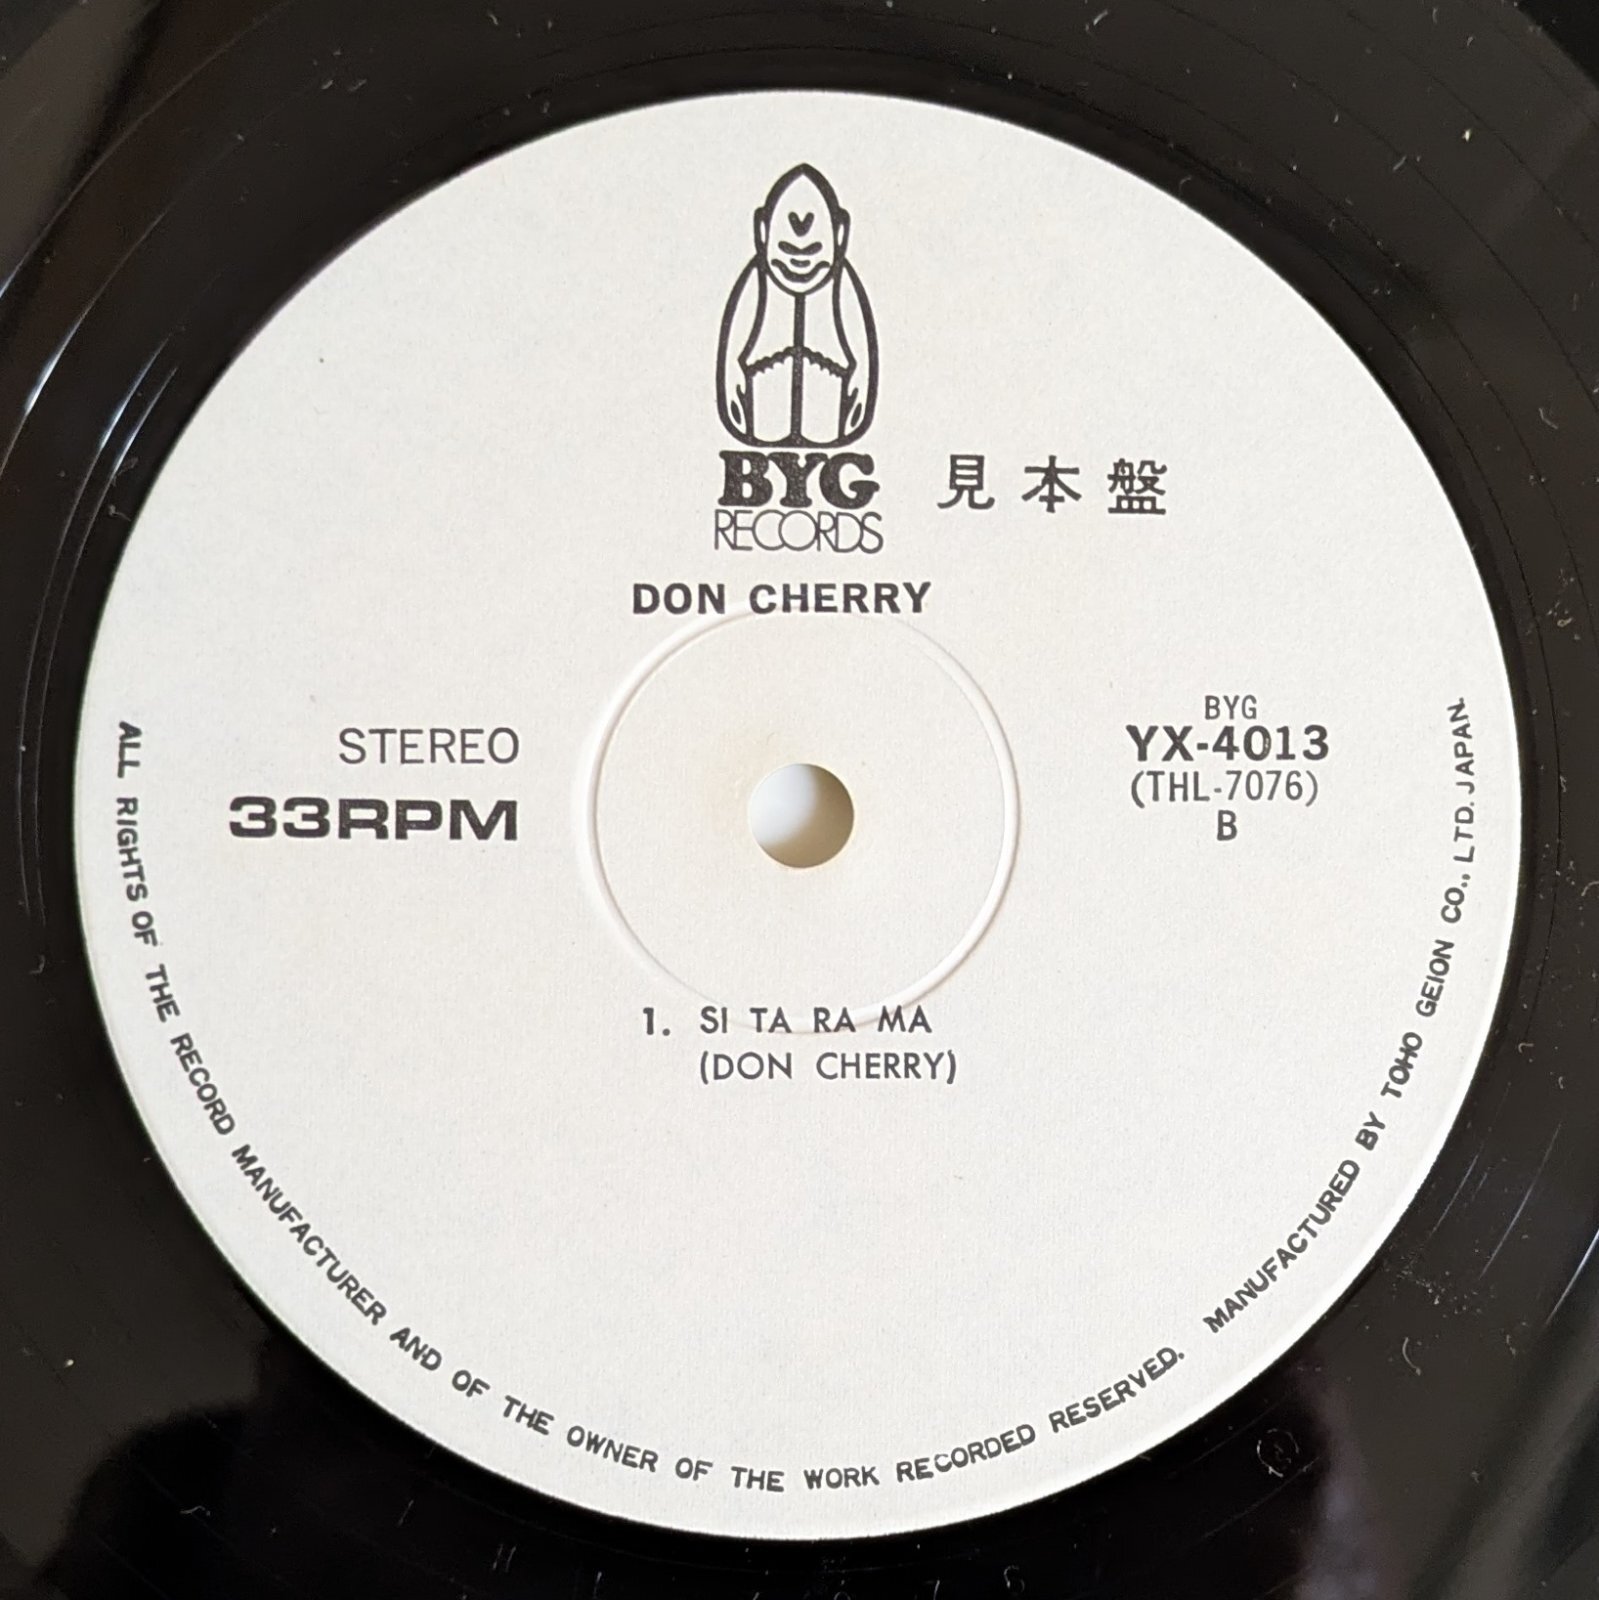 BYG
RECORDS
見本盤
DON CHERRY
STEREO
33RPM
BYG
YX-4013
(THL-7076)
B
1. SI TA RA MA
(DON CHERRY)
ALL RIGHTS OF THE RECORD MANUFACTURER AND OF THE OWNER OF THE WORK RECORDED RESERVED. MANUFACTURED BY TOHO GEION CO., LTD. JAPAN.